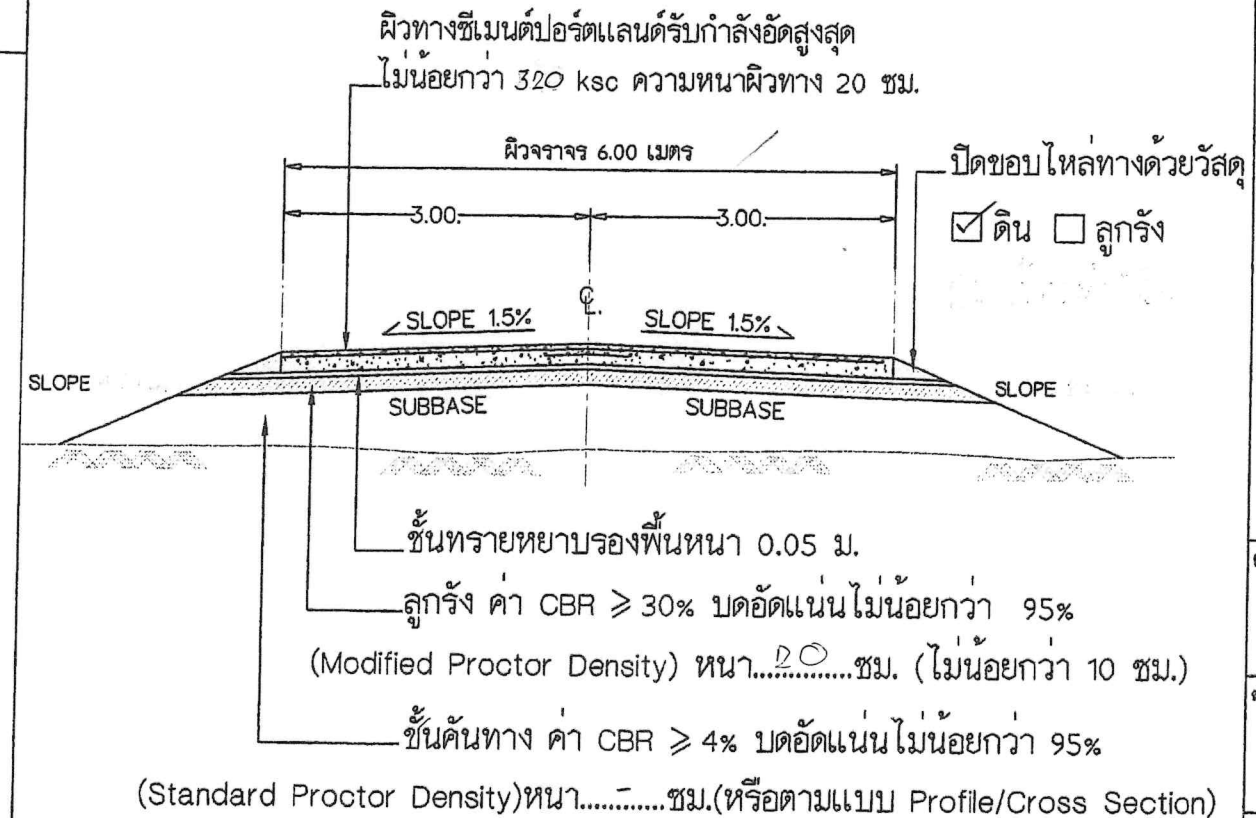 ผิวทางซีเมนต์ปอร์ตแลนด์รับกำลังอัดสูงสุด
ไม่น้อยกว่า 320 ksc ความหนาผิวทาง 20 ซม.
ผิวจราจร 6.00 เมตร
ปิดขอบไหล่ทางด้วยวัสดุ
3.00.
3.00.
☑ ดิน ☐ ลูกรัง
SLOPE 1.5%
SLOPE 1.5%
SLOPE
SLOPE
SUBBASE
SUBBASE
ชั้นทรายหยาบรองพื้นหนา 0.05 ม.
ลูกรัง ค่า CBR ≥ 30% บดอัดแน่นไม่น้อยกว่า 95%
(Modified Proctor Density) หนา....20....ซม. (ไม่น้อยกว่า 10 ซม.)
ชั้นคันทาง ค่า CBR ≥ 4% บดอัดแน่นไม่น้อยกว่า 95%
(Standard Proctor Density)หนา......-......ซม.(หรือตามแบบ Profile/Cross Section)